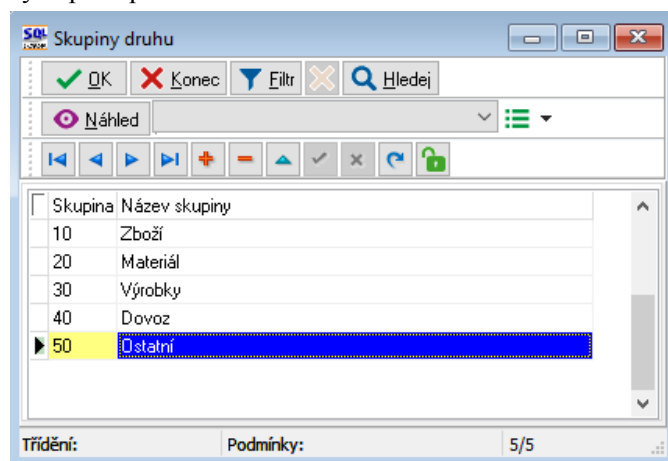 SQL Skupiny druhu
OK Konec Filtr Hledej
Náhled
Skupina Název skupiny
10 Zboží
20 Materiál
30 Výrobky
40 Dovoz
50 Ostatní
Třídění: Podmínky: 5/5